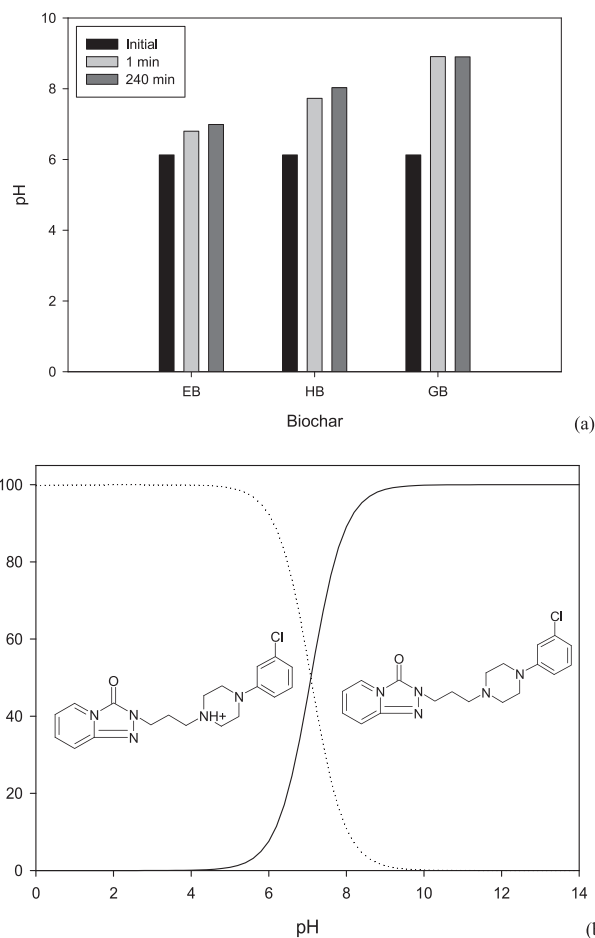 10
Initial
1 min
240 min
8
6
pH
4
2
0
EB HB GB
Biochar
(a)
100
80
60
40
20
0
Cl
O
N
N
N
N
NH+
Cl
O
N
N
N
N
N
0 2 4 6 8 10 12 14
pH
(b